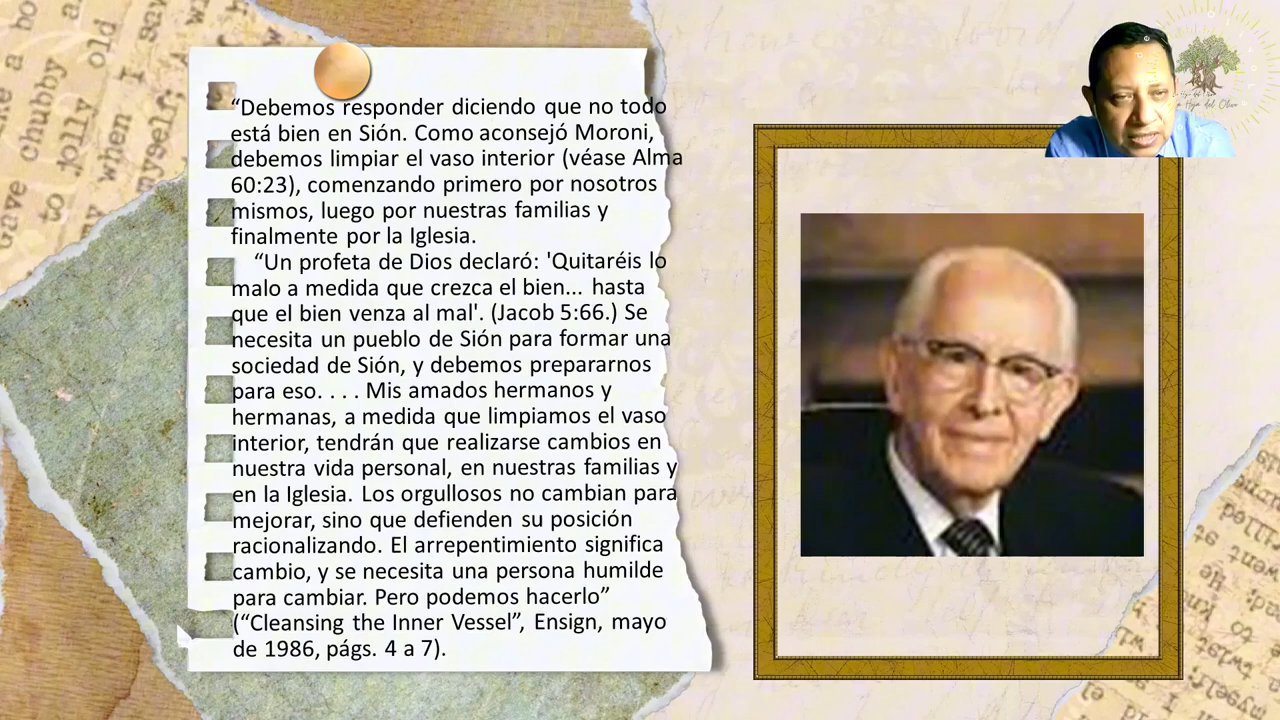 “Debemos responder diciendo que no todo
está bien en Sión. Como aconsejó Moroni,
debemos limpiar el vaso interior (véase Alma
60:23), comenzando primero por nosotros
mismos, luego por nuestras familias y
finalmente por la Iglesia.
“Un profeta de Dios declaró: 'Quitaréis lo
malo a medida que crezca el bien... hasta
que el bien venza al mal'. (Jacob 5:66.) Se
necesita un pueblo de Sión para formar una
sociedad de Sión, y debemos prepararnos
para eso. . . . Mis amados hermanos y
hermanas, a medida que limpiamos el vaso
interior, tendrán que realizarse cambios en
nuestra vida personal, en nuestras familias y
en la Iglesia. Los orgullosos no cambian para
mejorar, sino que defienden su posición
racionalizando. El arrepentimiento significa
cambio, y se necesita una persona humilde
para cambiar. Pero podemos hacerlo”
(“Cleansing the Inner Vessel”, Ensign, mayo
de 1986, págs. 4 a 7).
Hoja del Olivo
chubby
old
jolly
when I
myself,